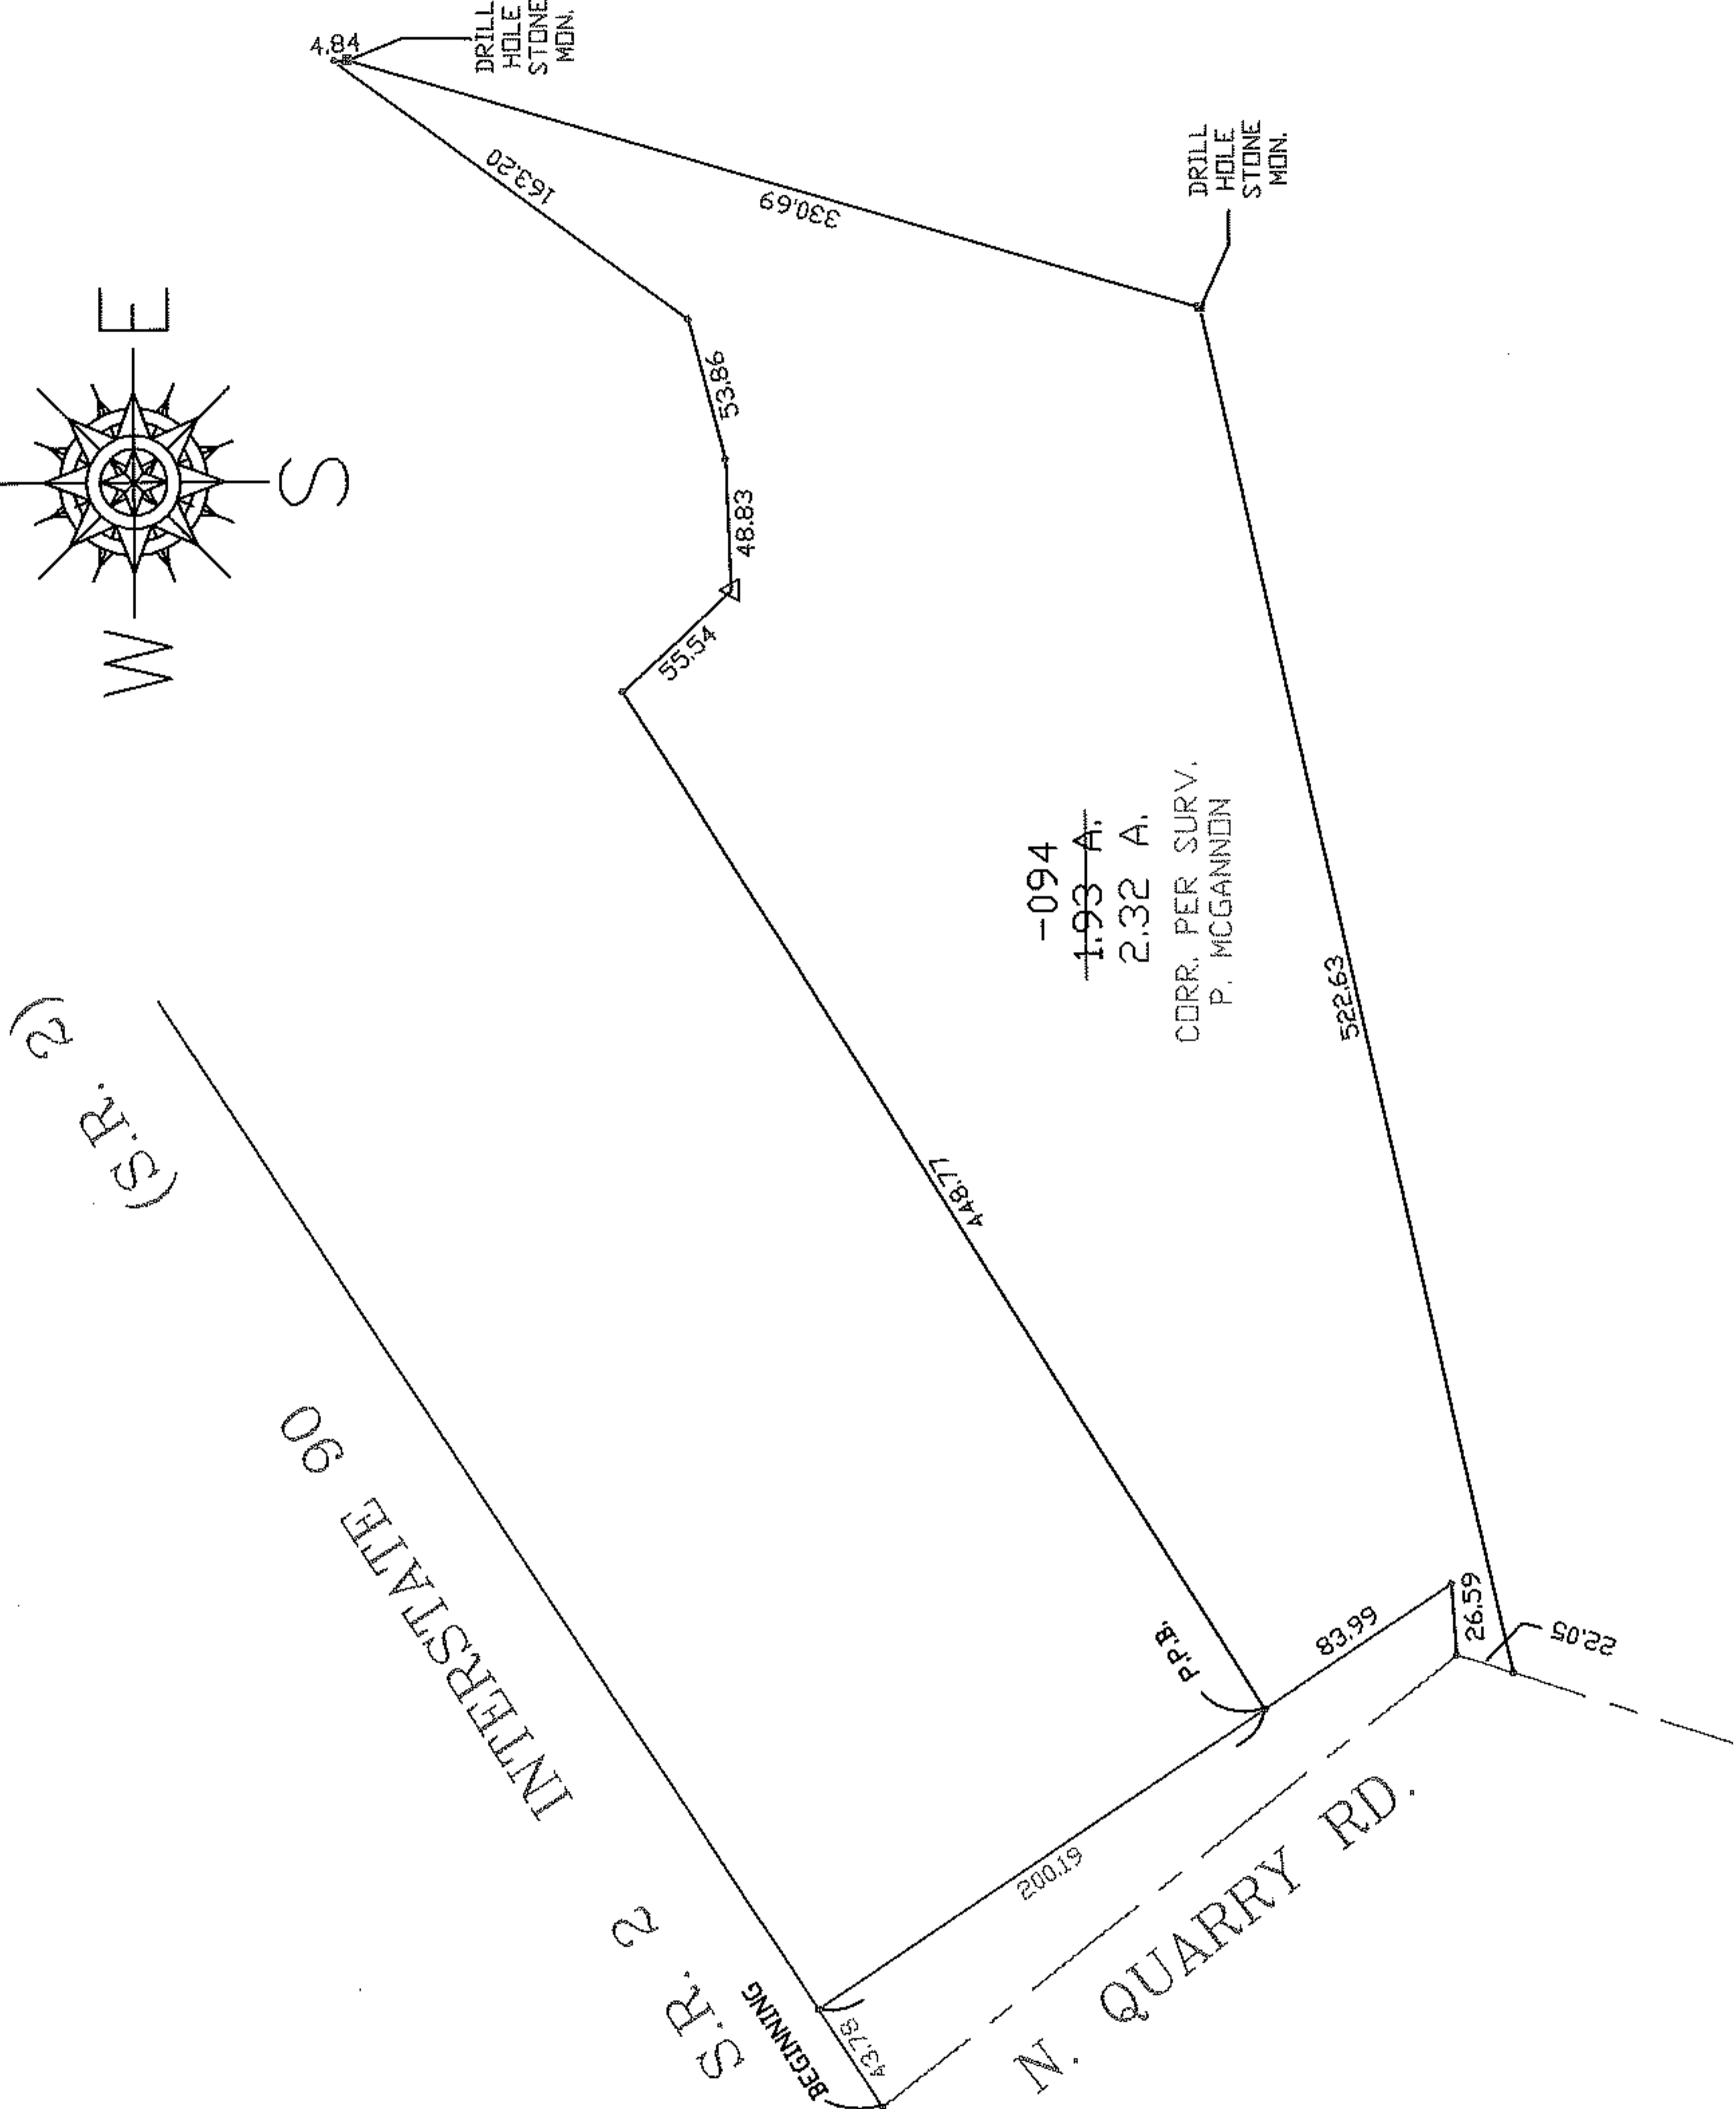 4.84
DRILL
HOLE
STONE
MON.
163.20
330.69
DRILL
HOLE
STONE
MON.
E
S
W
53.86
48.83
55.54
-094
1.93 A.
2.32 A.
CORR. PER SURV.
P. MCGANNON
522.63
448.77
(S.R. 2)
INTERSTATE 90
S.R. 2
P.P.B.
83.99
26.59
22.05
200.19
BEGINNING
43.78
N. QUARRY RD.